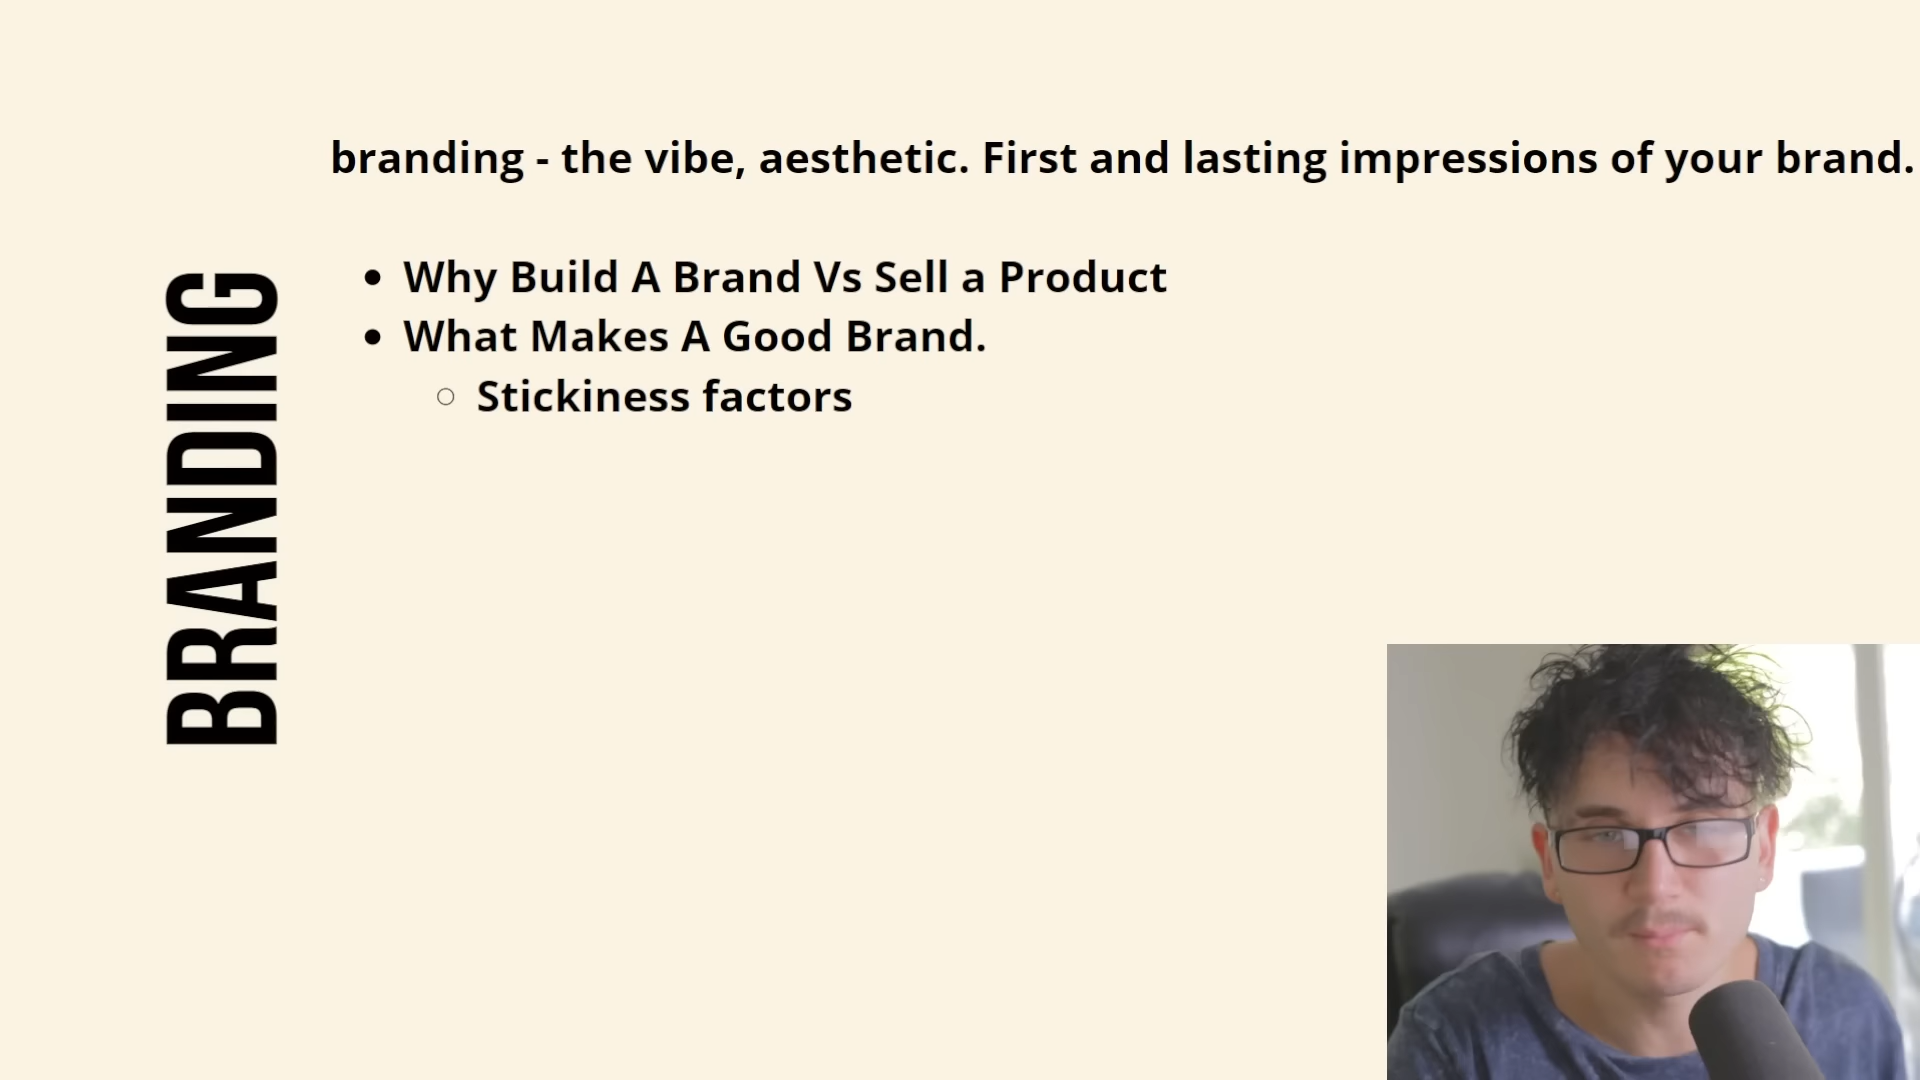 branding - the vibe, aesthetic. First and lasting impressions of your brand.
Why Build A Brand Vs Sell a Product
What Makes A Good Brand.
Stickiness factors
BRANDING